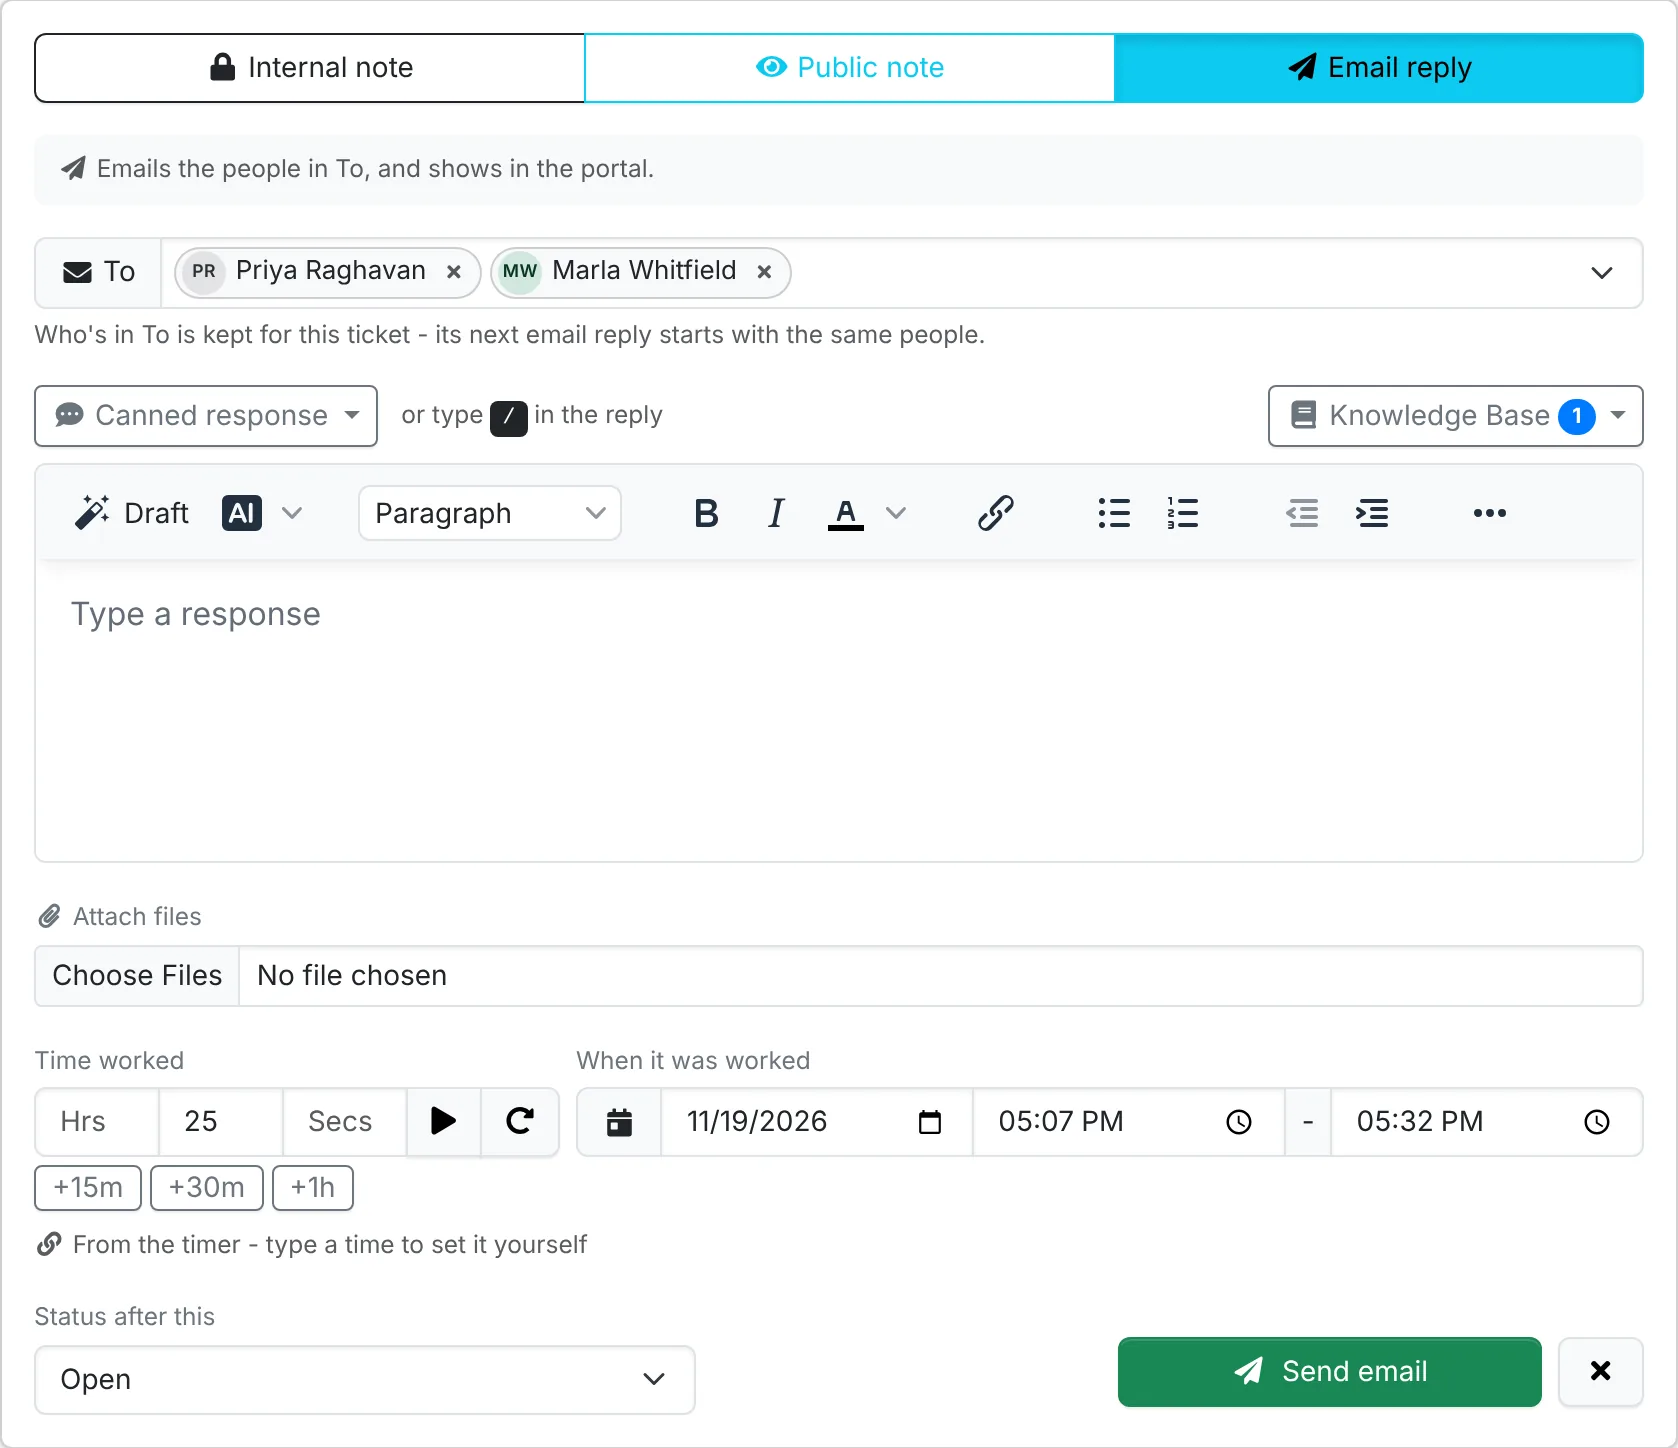 Internal note
Public note
Email reply
Emails the people in To, and shows in the portal.
To
PR Priya Raghavan
MW Marla Whitfield
Who's in To is kept for this ticket - its next email reply starts with the same people.
Canned response
or type / in the reply
Knowledge Base 1
Draft
AI
Paragraph
B
I
A
Type a response
Attach files
Choose Files
No file chosen
Time worked
When it was worked
Hrs
25
Secs
11/19/2026
05:07 PM
-
05:32 PM
+15m
+30m
+1h
From the timer - type a time to set it yourself
Status after this
Open
Send email